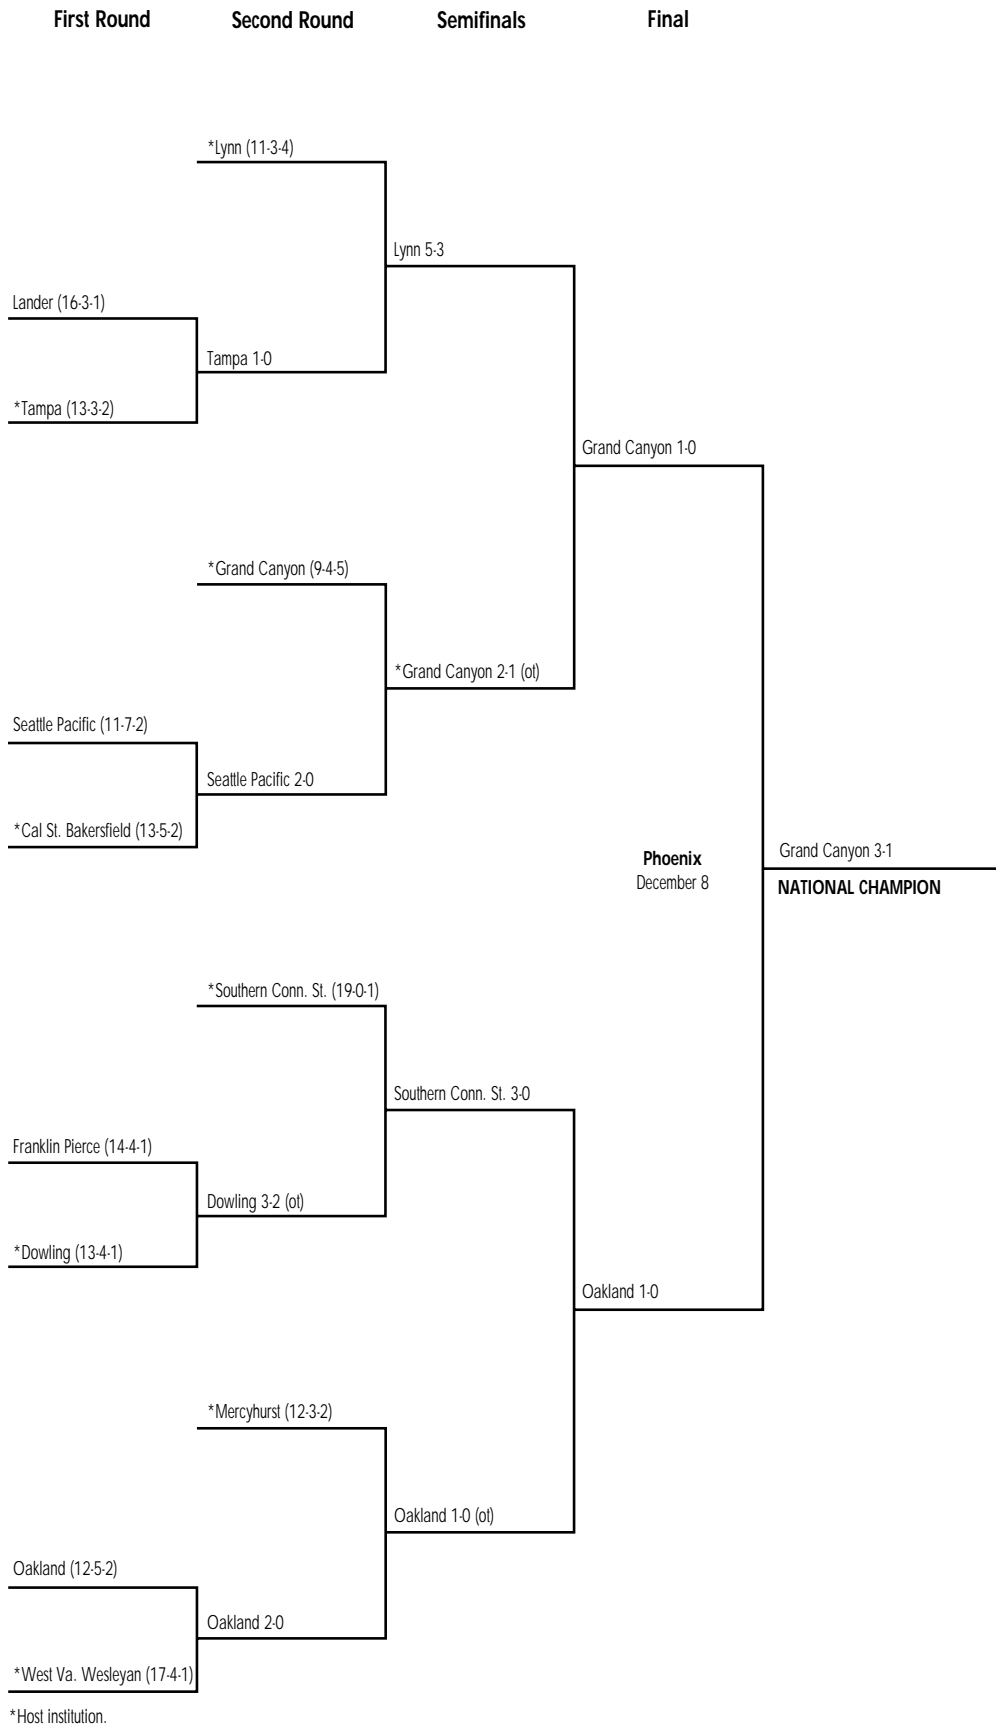 First Round Second Round Semifinals Final
*Lynn (11-3-4)
Lynn 5-3
Lander (16-3-1)
Tampa 1-0
*Tampa (13-3-2)
Grand Canyon 1-0
*Grand Canyon (9-4-5)
*Grand Canyon 2-1 (ot)
Seattle Pacific (11-7-2)
Seattle Pacific 2-0
*Cal St. Bakersfield (13-5-2)
Grand Canyon 3-1
Phoenix
December 8
NATIONAL CHAMPION
*Southern Conn. St. (19-0-1)
Southern Conn. St. 3-0
Franklin Pierce (14-4-1)
Dowling 3-2 (ot)
*Dowling (13-4-1)
Oakland 1-0
*Mercyhurst (12-3-2)
Oakland 1-0 (ot)
Oakland (12-5-2)
Oakland 2-0
*West Va. Wesleyan (17-4-1)
*Host institution.